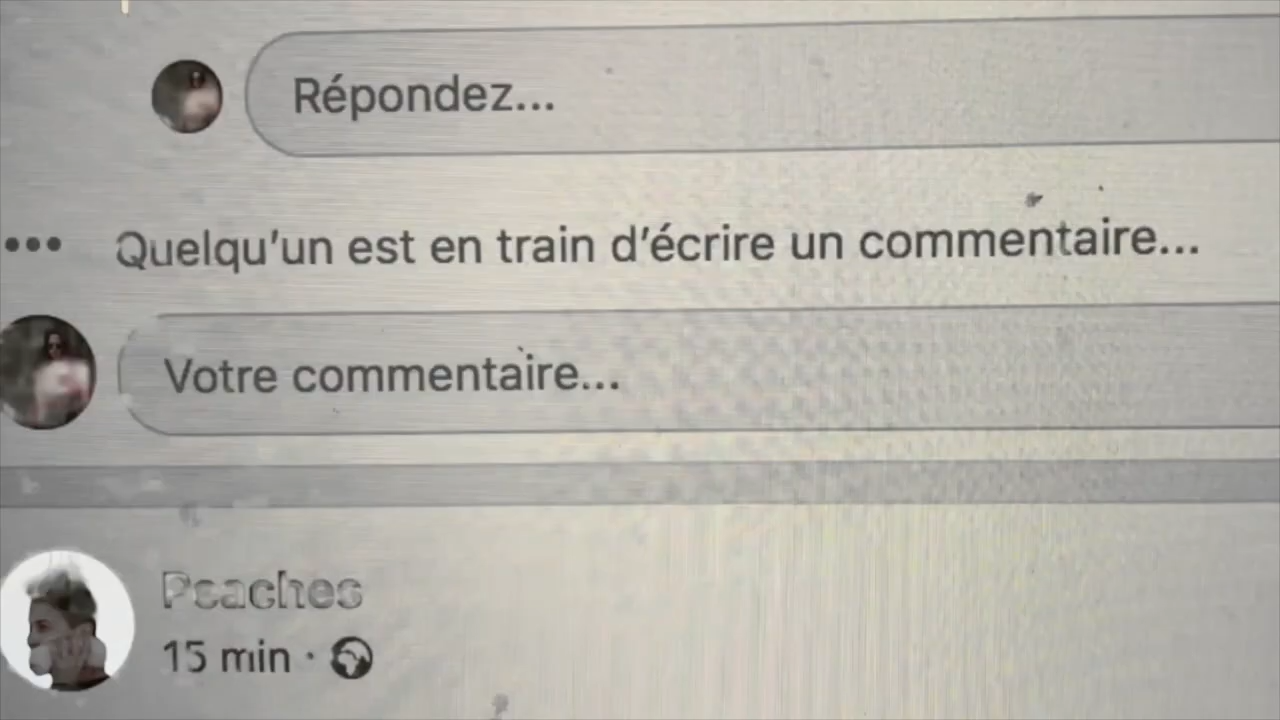 Répondez...
Quelqu'un est en train d'écrire un commentaire...
Votre commentaire...
Peaches
15 min ·